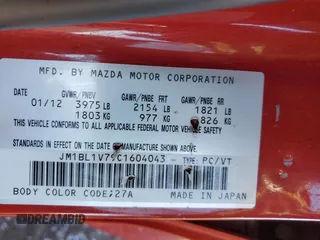 MFD. BY MAZDA MOTOR CORPORATION
DATE GVWR/PNBV GAWR/PNBE FRT GAWR/PNBE RR
01/12 3975 lb 2154 lb 1821 lb
1803 kg 977 kg 826 kg
THIS VEHICLE CONFORMS TO ALL APPLICABLE FEDERAL MOTOR VEHICLE SAFETY
STANDARDS IN EFFECT ON THE DATE OF MANUFACTURE SHOWN ABOVE.
JM1BL1V79C1604043 TYPE: PC/VT
BODY COLOR CODE: 27A MADE IN JAPAN
DREAMBID